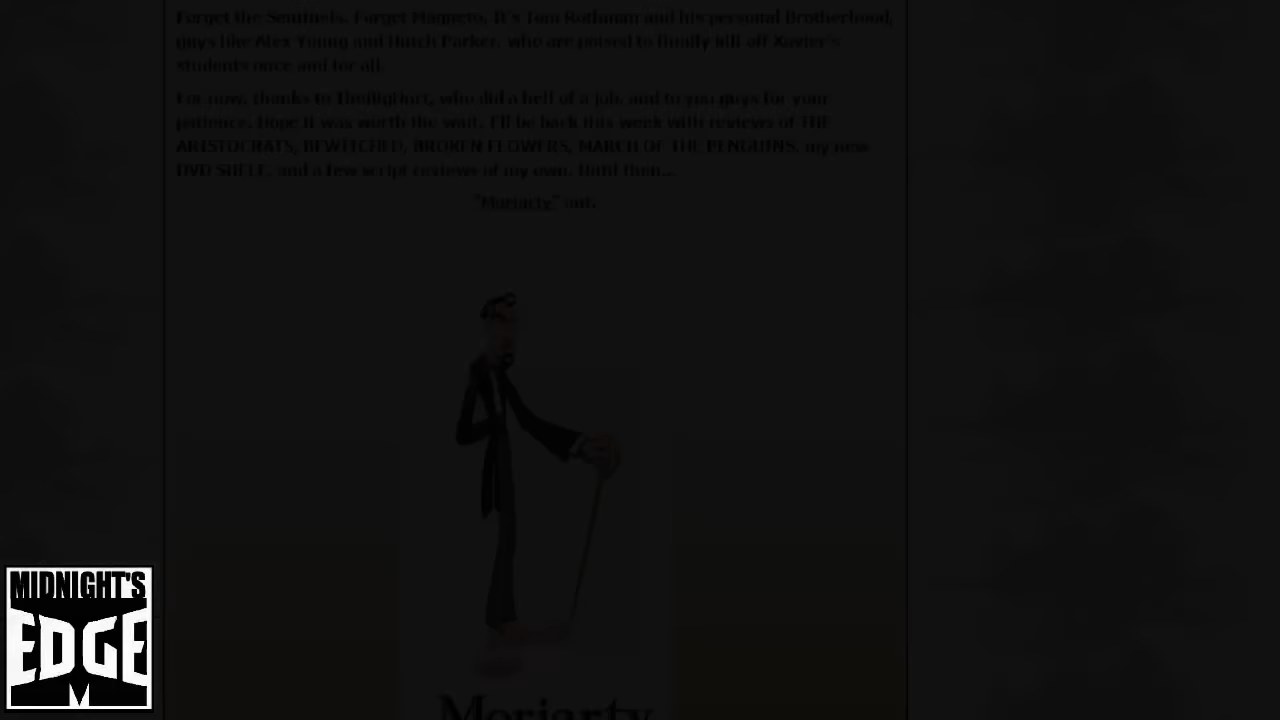 Forget the Sentinels. Forget Magneto. It's Tom Rothman and his personal Brotherhood,
guys like Alex Young and Hutch Parker, who are poised to finally kill off Xavier's
students once and for all.
For now, thanks to TheBigHurt, who did a hell of a job, and to you guys for your
patience. Hope it was worth the wait. I'll be back this week with reviews of THE
ARISTOCRATS, BEWITCHED, BROKEN FLOWERS, MARCH OF THE PENGUINS, my new
DVD SHELF, and a few script reviews of my own. Until then...
"Moriarty" out.
MIDNIGHT'S
EDGE
Moriarty